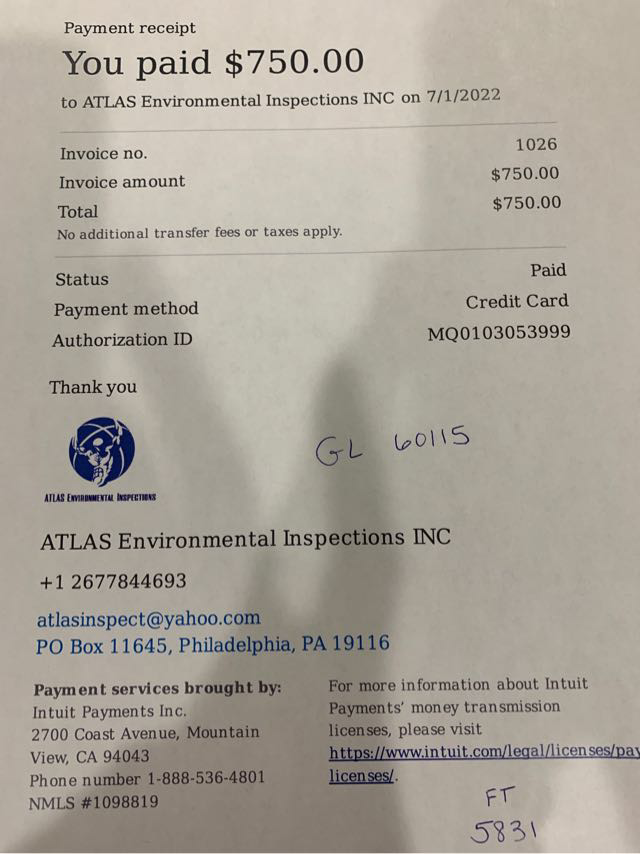 Payment receipt
You paid $750.00
to ATLAS Environmental Inspections INC on 7/1/2022
Invoice no. 1026
Invoice amount $750.00
Total $750.00
No additional transfer fees or taxes apply.
Status Paid
Payment method Credit Card
Authorization ID MQ0103053999
Thank you
GL 60115
ATLAS ENVIRONMENTAL INSPECTIONS
ATLAS Environmental Inspections INC
+1 2677844693
atlasinspect@yahoo.com
PO Box 11645, Philadelphia, PA 19116
Payment services brought by:
Intuit Payments Inc.
2700 Coast Avenue, Mountain
View, CA 94043
Phone number 1-888-536-4801
NMLS #1098819
For more information about Intuit
Payments' money transmission
licenses, please visit
https://www.intuit.com/legal/licenses/pay
licenses/.
FT
5831